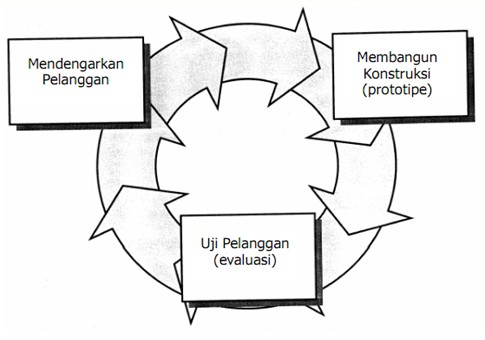 Mendengarkan
Pelanggan
Membangun
Konstruksi
(prototipe)
Uji Pelanggan
(evaluasi)